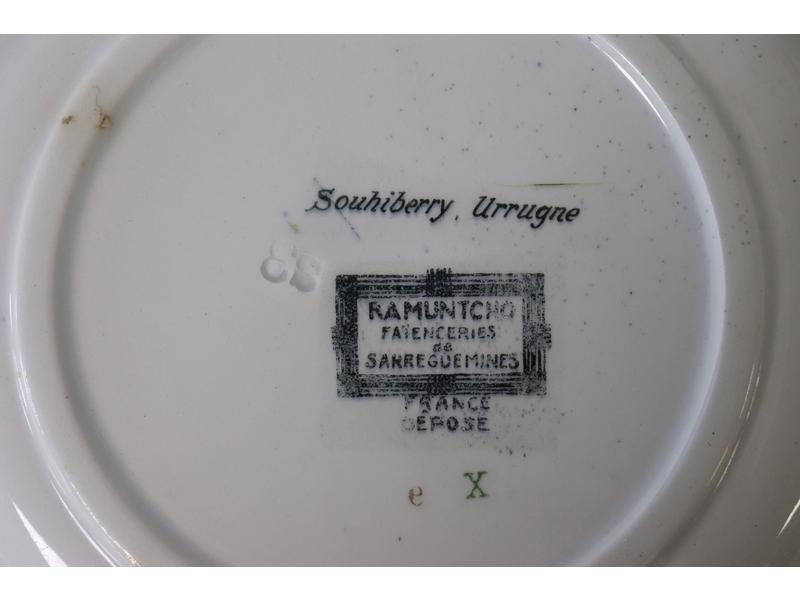 Souhiberry, Urrugne
RAMUNTCHO
FAIENCERIES
de
SARREGUEMINES
FRANCE
DÉPOSÉ
e X